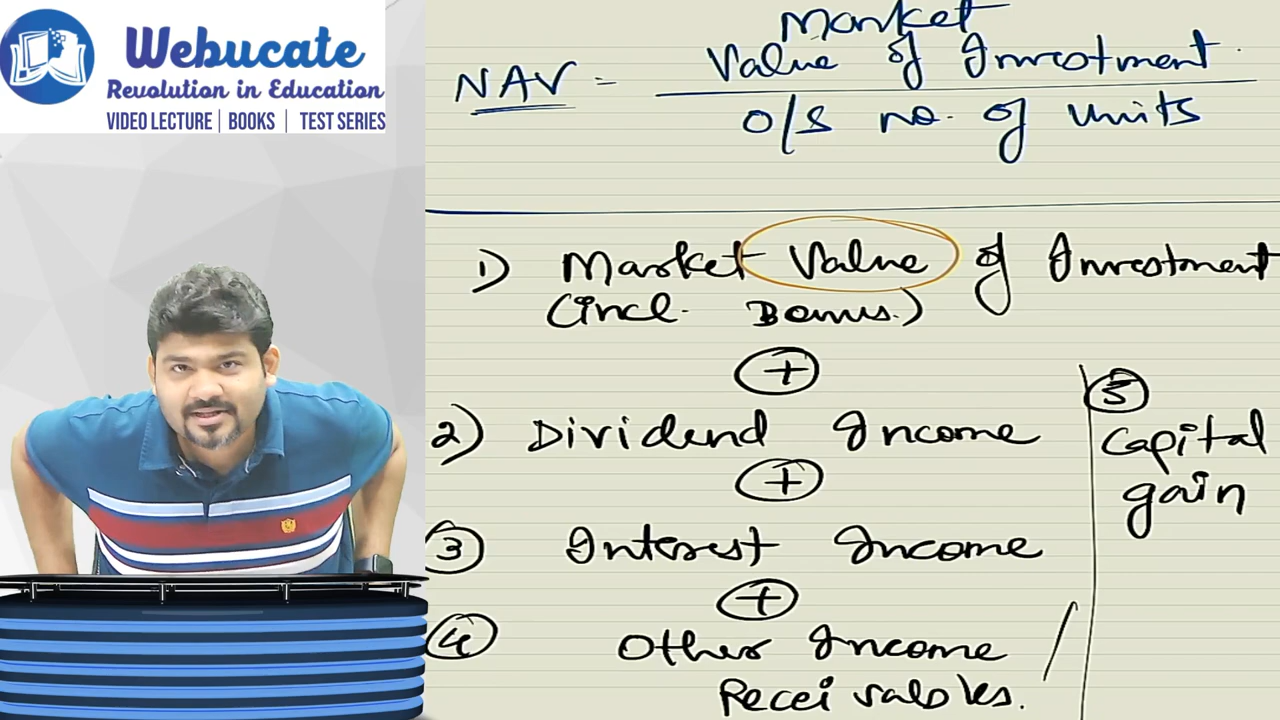 Webucate
Revolution in Education
VIDEO LECTURE | BOOKS | TEST SERIES
Market
NAV = Value of Investment
O/S no. of units
1) Market Value of Investment
(incl. Bonus.)
+
2) Dividend Income
+
3 Interest Income
+
4 Other Income /
Receivables.
5
Capital
gain